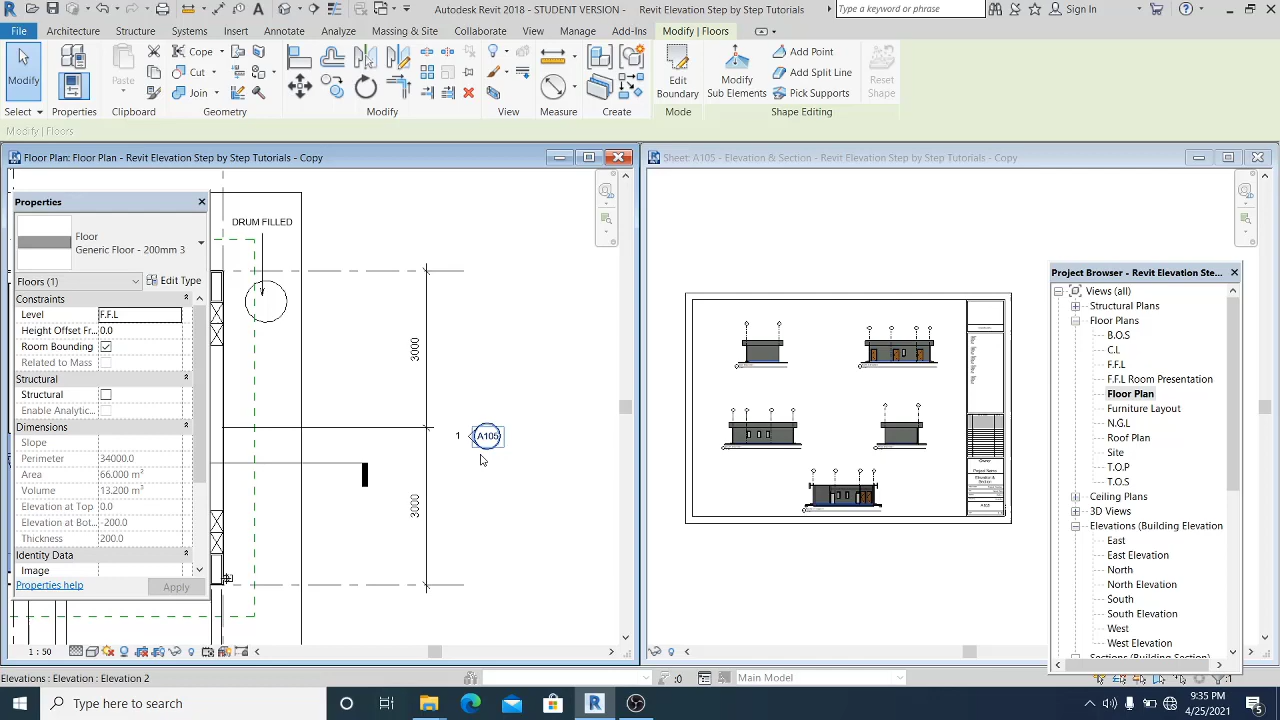 Autodesk Revit 2018 - STUDENT VERSION - Revit Elevation Step by Step Tutorials
Type a keyword or phrase
Sign In
File Architecture Structure Systems Insert Annotate Analyze Massing & Site Collaborate View Manage Add-Ins Modify | Floors
Modify
Paste
Cope
Cut
Join
Edit
Boundary
Modify
Sub Elements
Add Point
Add Split Line
Pick Supports
Reset
Shape
Select Properties Clipboard Geometry Modify View Measure Create Mode Shape Editing
Modify | Floors
Floor Plan: Floor Plan - Revit Elevation Step by Step Tutorials - Copy
Sheet: A105 - Elevation & Section - Revit Elevation Step by Step Tutorials - Copy
Properties
Floor
Generic Floor - 200mm 3
Floors (1)
Edit Type
Constraints
Level F.F.L
Height Offset Fr... 0.0
Room Bounding
Related to Mass
Structural
Structural
Enable Analytic...
Dimensions
Slope
Perimeter 34000.0
Area 66.000 m²
Volume 13.200 m³
Elevation at Top 0.0
Elevation at Bot... -200.0
Thickness 200.0
Identity Data
Image
Properties help
Apply
DRUM FILLED
3000
1 A105
3000
Project Browser - Revit Elevation Ste...
Views (all)
Structural Plans
Floor Plans
B.O.S
C.L
F.F.L
F.F.L Room Presentation
Floor Plan
Furniture Layout
N.G.L
Roof Plan
Site
T.O.P
T.O.S
Ceiling Plans
3D Views
Elevations (Building Elevation
East
East Elevation
North
North Elevation
South
South Elevation
West
West Elevation
Sections (Building Section)
Owner
Project Name
Elevation &
Section
A105
1 : 50
Elevations : Elevation : Elevation 2
:0
Main Model
Type here to search
9:35 PM
4/25/2021
5